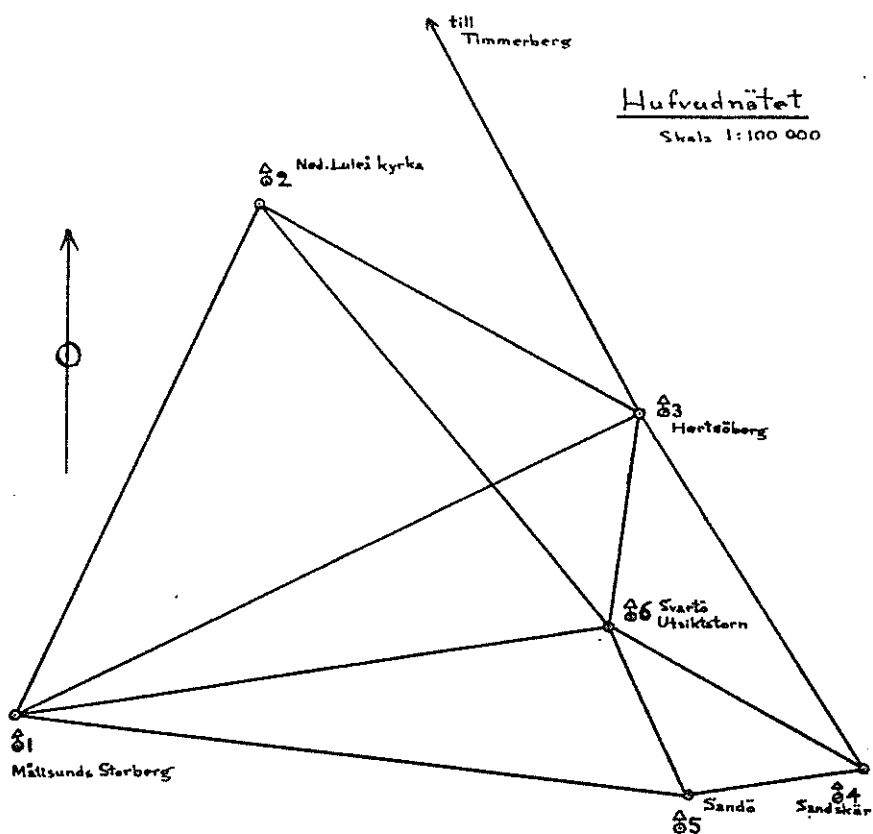 till
Timmerberg
Hufvudnätet
Skala 1:100 000
2 Ned. Luleå kyrka
3
Hertsöberg
6 Svartö
Utsiktstorn
1
Måttsunds Storberg
Sandö
5
4
Sandskär